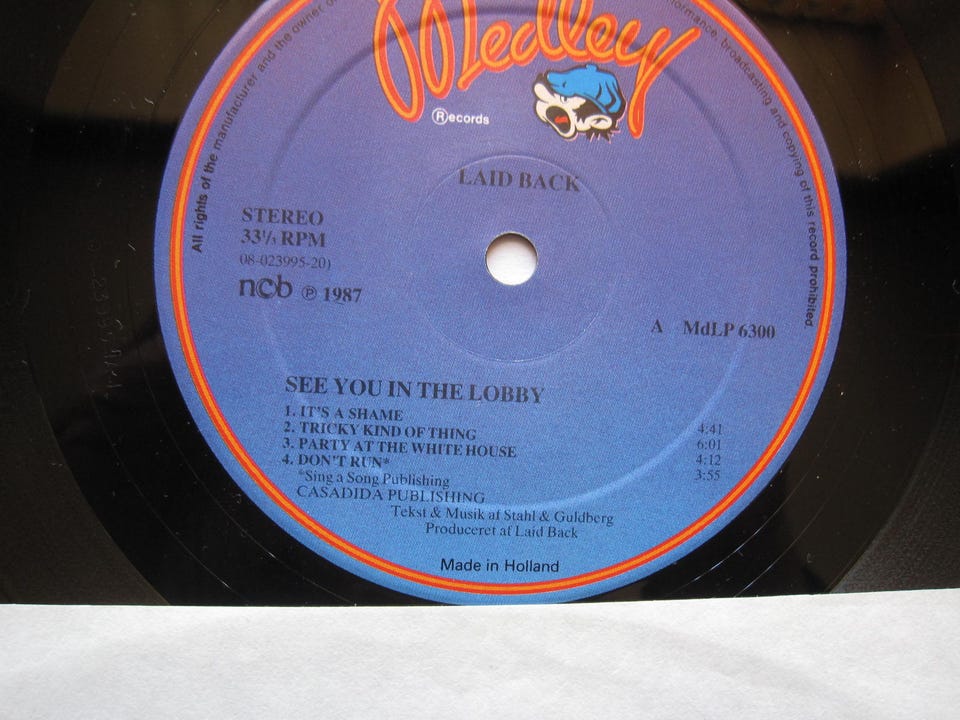 Medley
Ⓡecords
All rights of the manufacturer and the owner
ormance, broadcasting and copying of this record prohibited.
LAID BACK
STEREO
33⅓ RPM
08-023995-20)
ncb ℗ 1987
A MdLP 6300
SEE YOU IN THE LOBBY
1. IT'S A SHAME 4:41
2. TRICKY KIND OF THING 6:01
3. PARTY AT THE WHITE HOUSE 4:12
4. DON'T RUN* 3:55
*Sing a Song Publishing
CASADIDA PUBLISHING
Tekst & Musik af Stahl & Guldberg
Produceret af Laid Back
Made in Holland